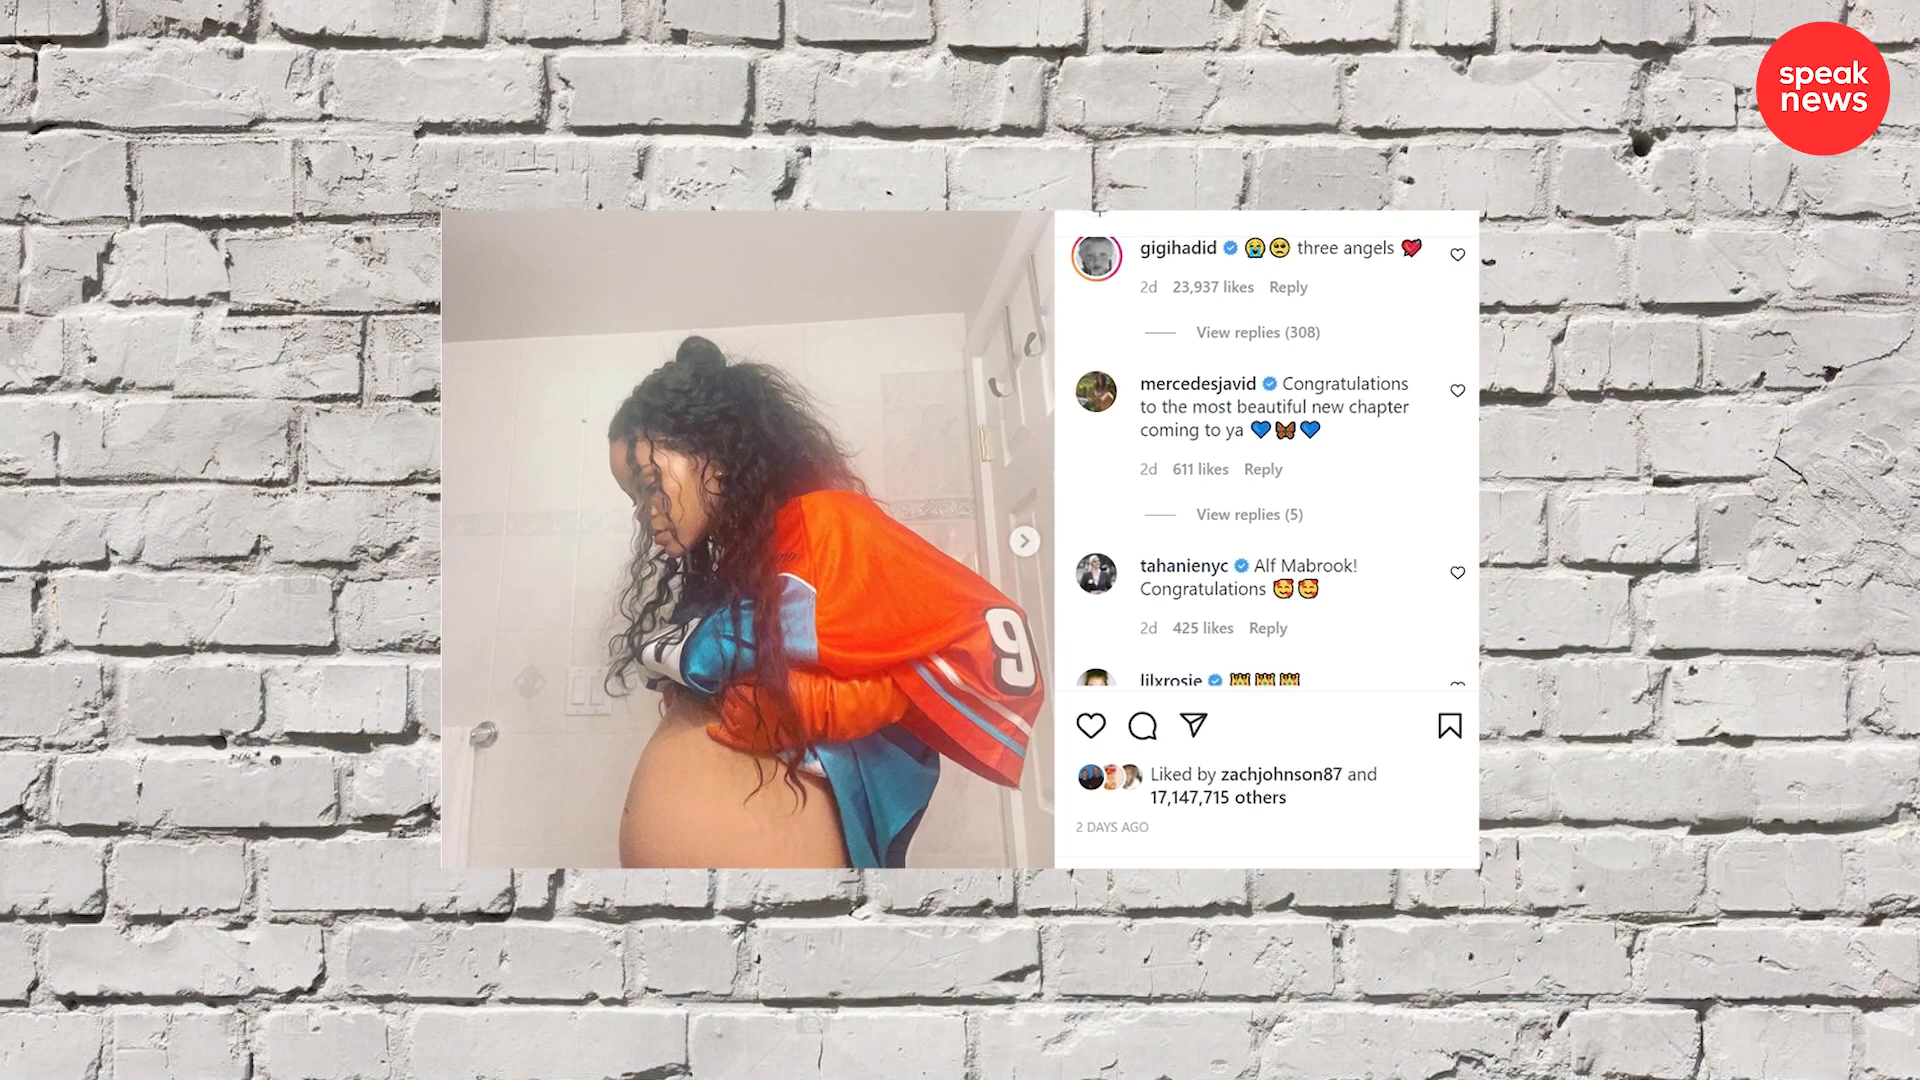 speak
news
gigihadid 😭🥺 three angels 💘
2d 23,937 likes Reply
View replies (308)
mercedesjavid Congratulations
to the most beautiful new chapter
coming to ya 💙🦋💙
2d 611 likes Reply
View replies (5)
tahanienyc Alf Mabrook!
Congratulations 🥰🥰
2d 425 likes Reply
lilxrosie 👑👑👑
9
Liked by zachjohnson87 and
17,147,715 others
2 DAYS AGO